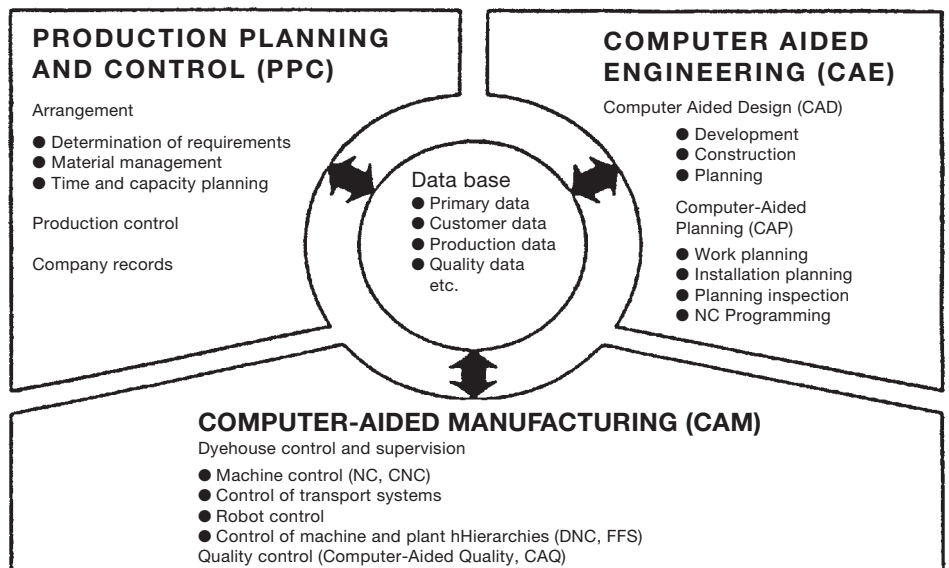 PRODUCTION PLANNING
AND CONTROL (PPC)
Arrangement
● Determination of requirements
● Material management
● Time and capacity planning
Production control
Company records
Data base
● Primary data
● Customer data
● Production data
● Quality data
etc.
COMPUTER AIDED
ENGINEERING (CAE)
Computer Aided Design (CAD)
● Development
● Construction
● Planning
Computer-Aided
Planning (CAP)
● Work planning
● Installation planning
● Planning inspection
● NC Programming
COMPUTER-AIDED MANUFACTURING (CAM)
Dyehouse control and supervision
● Machine control (NC, CNC)
● Control of transport systems
● Robot control
● Control of machine and plant hHierarchies (DNC, FFS)
Quality control (Computer-Aided Quality, CAQ)